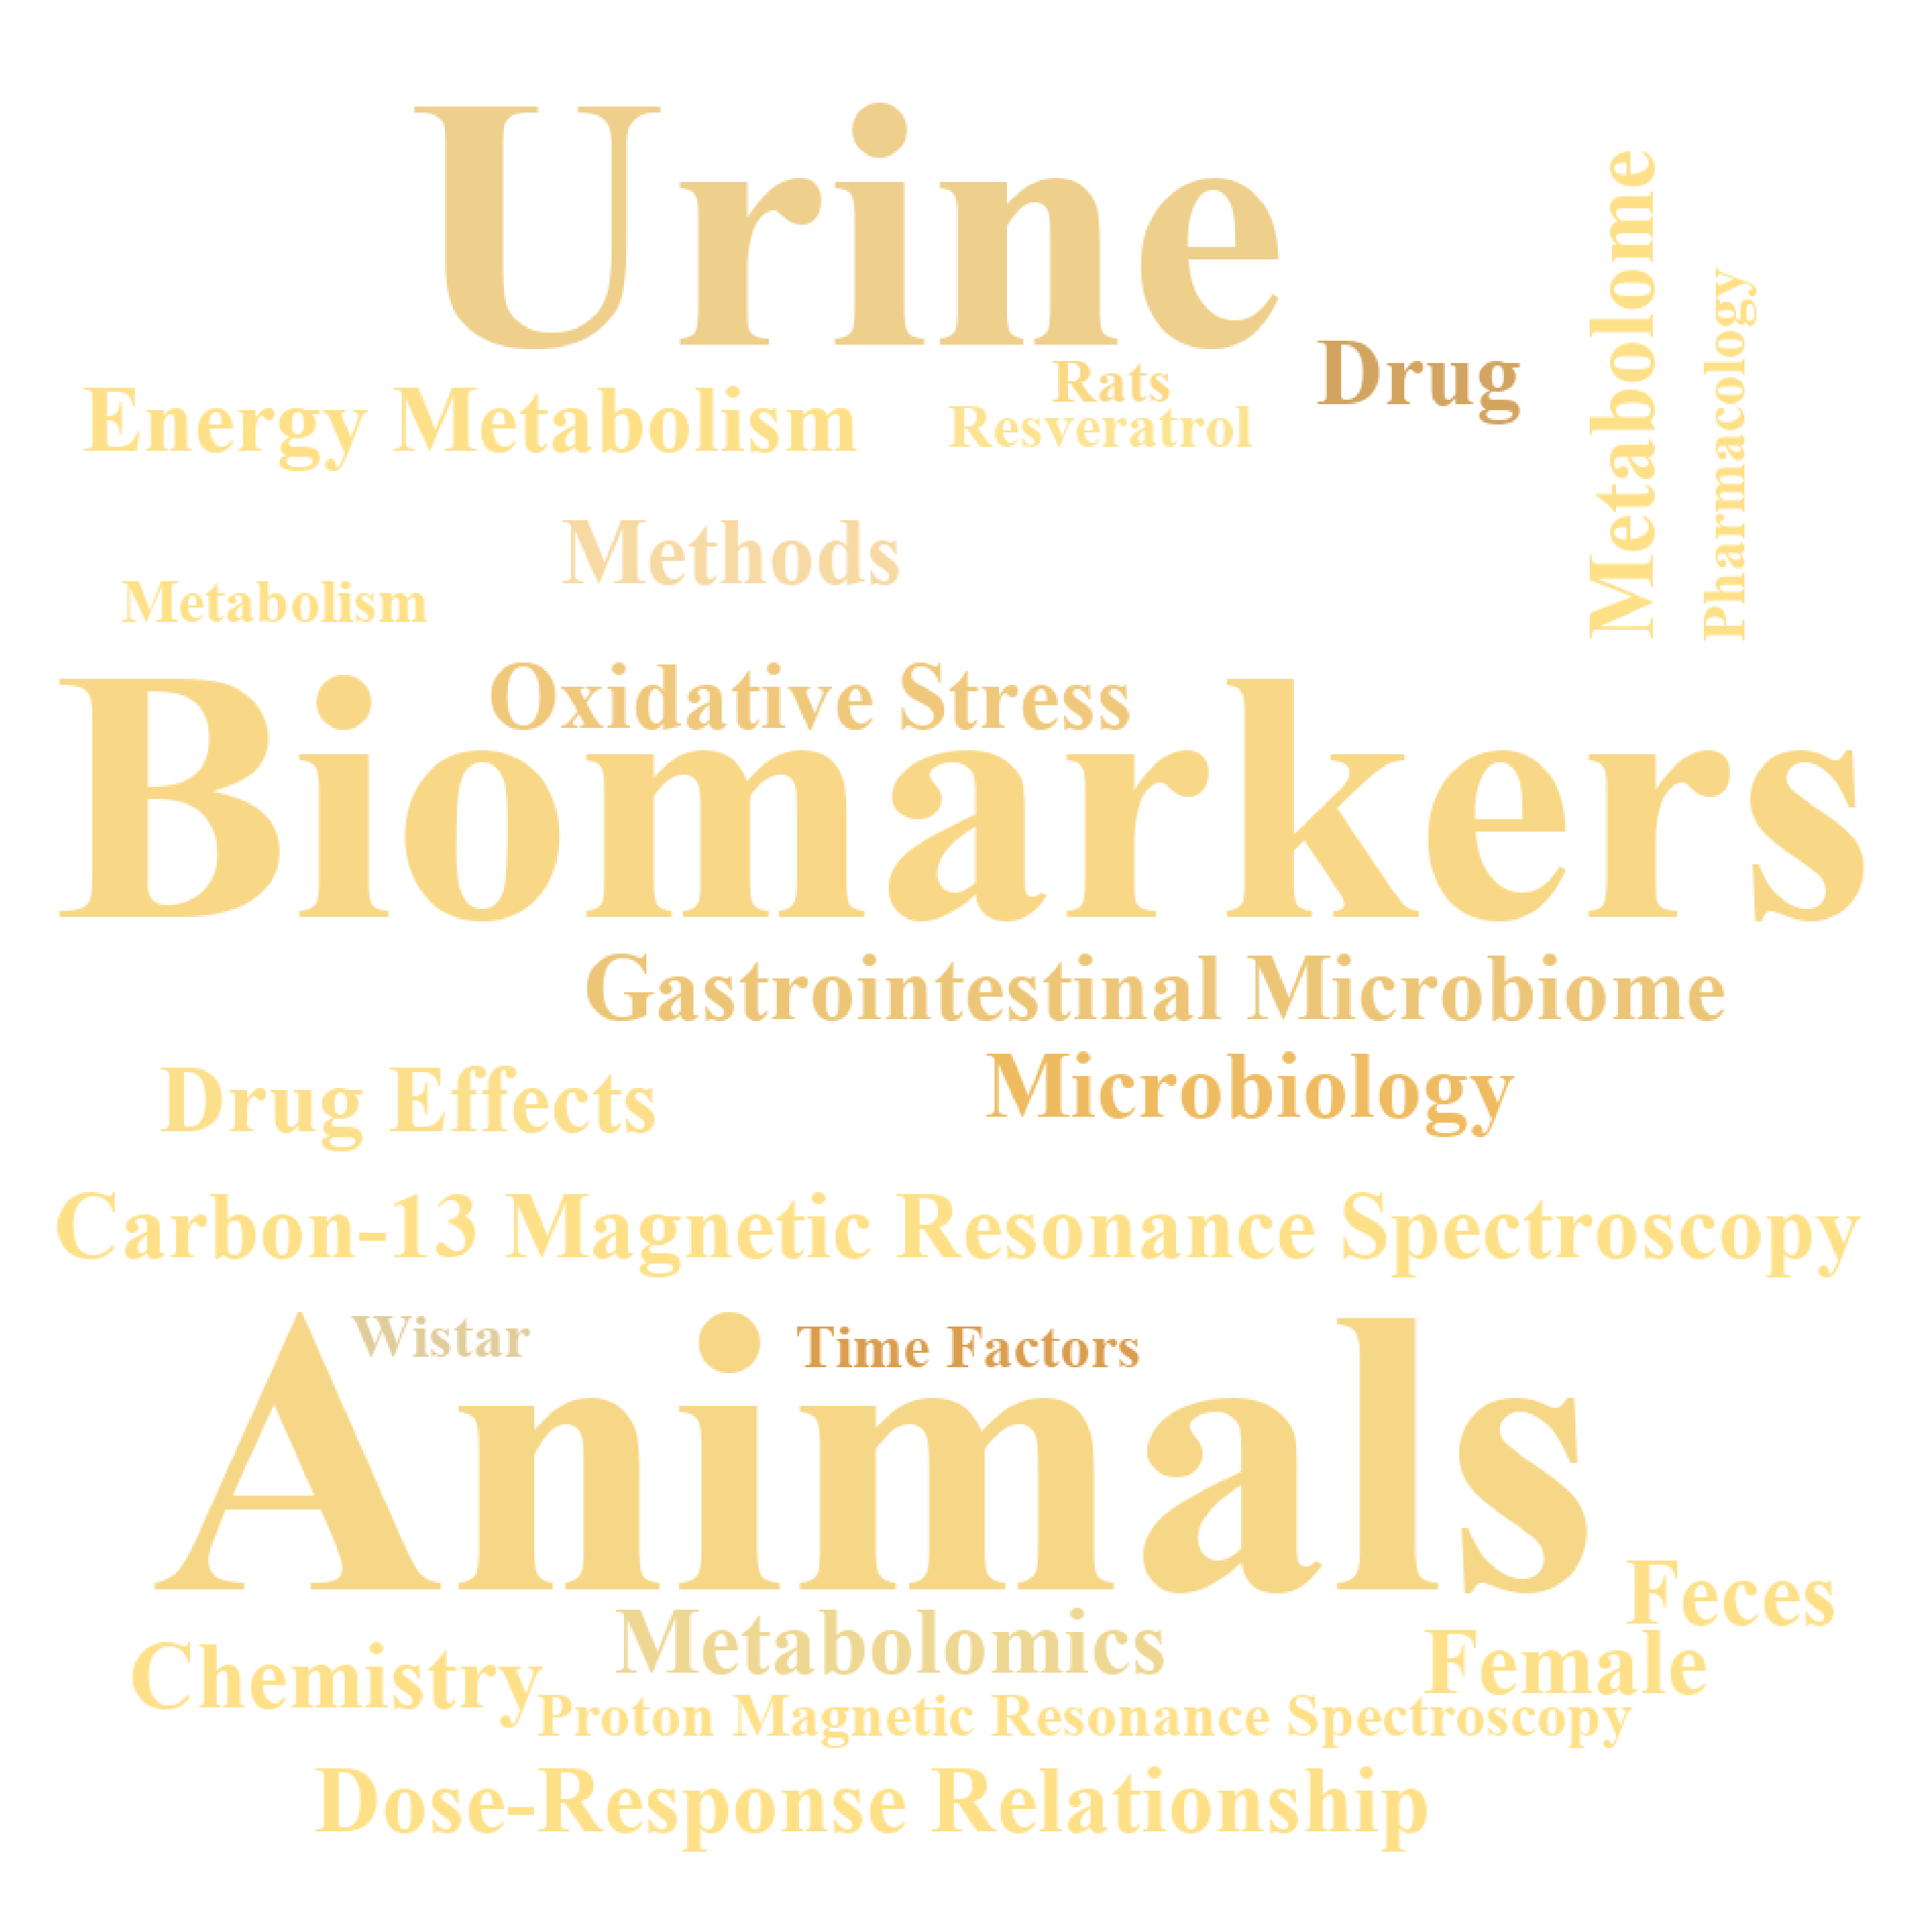 Urine
Metabolome
Pharmacology
Drug
Rats
Energy Metabolism
Resveratrol
Methods
Metabolism
Oxidative Stress
Biomarkers
Gastrointestinal Microbiome
Microbiology
Drug Effects
Carbon-13 Magnetic Resonance Spectroscopy
Wistar
Time Factors
Animals
Feces
Metabolomics
Female
Chemistry
Proton Magnetic Resonance Spectroscopy
Dose-Response Relationship